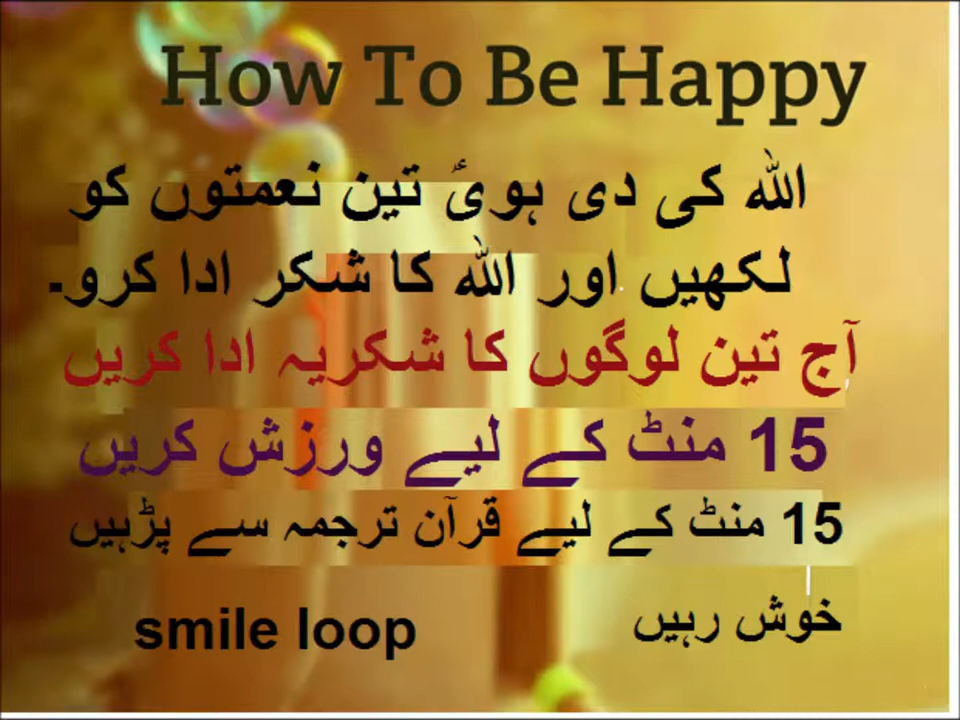 How To Be Happy
اللہ کی دی ہوئ تین نعمتوں کو
لکھیں اور اللہ کا شکر ادا کرو۔
آج تین لوگوں کا شکریہ ادا کریں
15 منٹ کے لیے ورزش کریں
15 منٹ کے لیے قرآن ترجمہ سے پڑہیں
خوش رہیں
smile loop